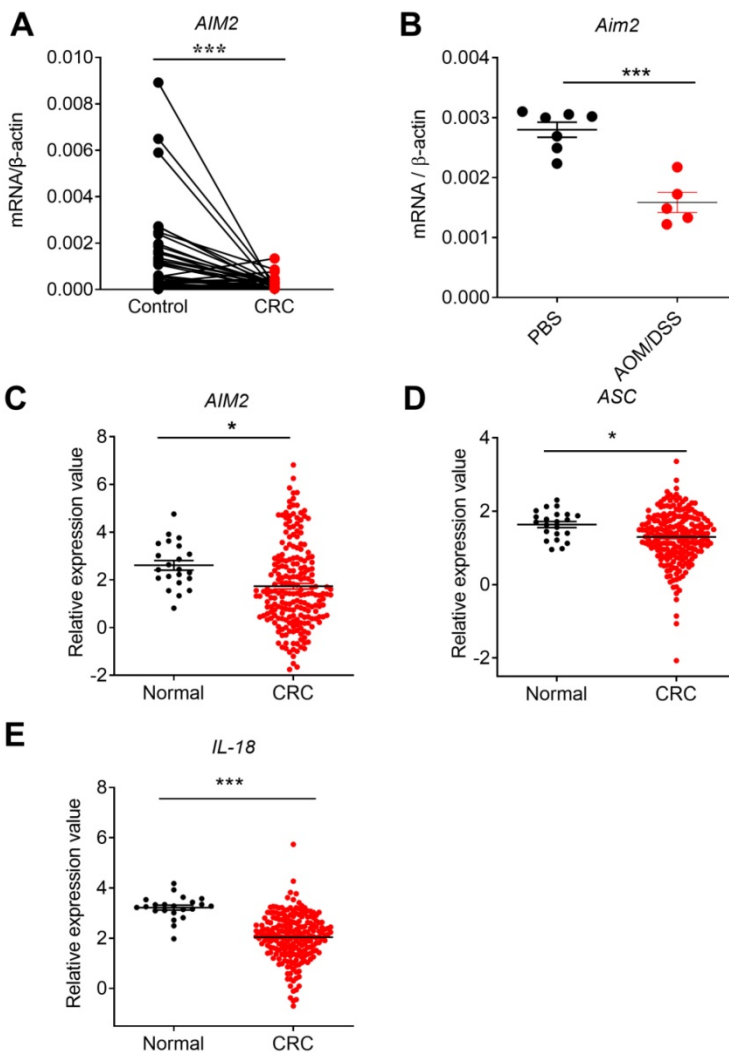 A
AIM2
***
mRNA/β-actin
0.010
0.008
0.006
0.004
0.002
0.000
Control
CRC
B
Aim2
***
mRNA / β-actin
0.004
0.003
0.002
0.001
0.000
PBS
AOM/DSS
C
AIM2
*
Relative expression value
8
6
4
2
0
-2
Normal
CRC
D
ASC
*
Relative expression value
4
2
0
-2
Normal
CRC
E
IL-18
***
Relative expression value
8
6
4
2
0
Normal
CRC